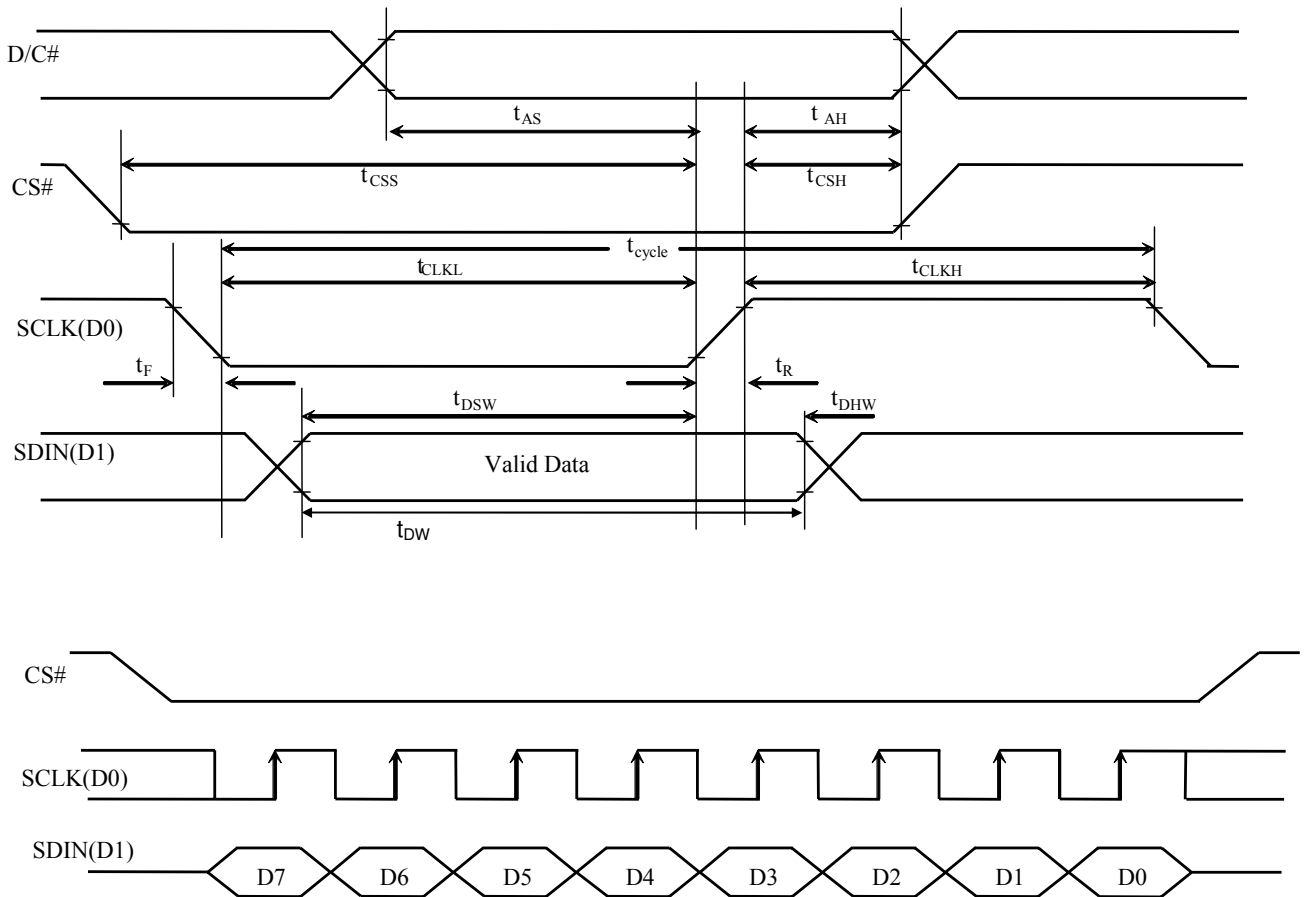 D/C#
tAS
t AH
CS#
tCSS
tCSH
tcycle
tCLKL
tCLKH
SCLK(D0)
tF
tR
tDSW
tDHW
SDIN(D1)
Valid Data
tDW
CS#
SCLK(D0)
SDIN(D1)
D7 D6 D5 D4 D3 D2 D1 D0